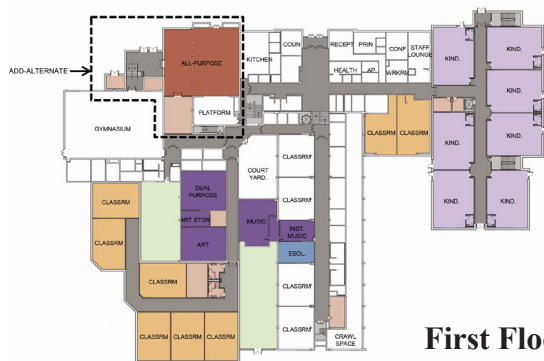 ADD-ALTERNATE
ALL-PURPOSE
KITCHEN
COUN
RECEPT
PRIN
CONF
STAFF
LOUNGE
HEALTH
AP
WRKRM
KIND.
KIND.
KIND.
KIND.
KIND.
KIND.
KIND.
PLATFORM
GYMNASIUM
CLASSRM
CLASSRM
COURT
YARD.
CLASSRM
CLASSRM
DUAL
PURPOSE
ART STOR
ART
MUSIC
INST.
MUSIC
ESOL.
CLASSRM
CLASSRM
CLASSRM
CLASSRM
CLASSRM
CLASSRM
CLASSRM
CLASSRM
CRAWL
SPACE
First Floo